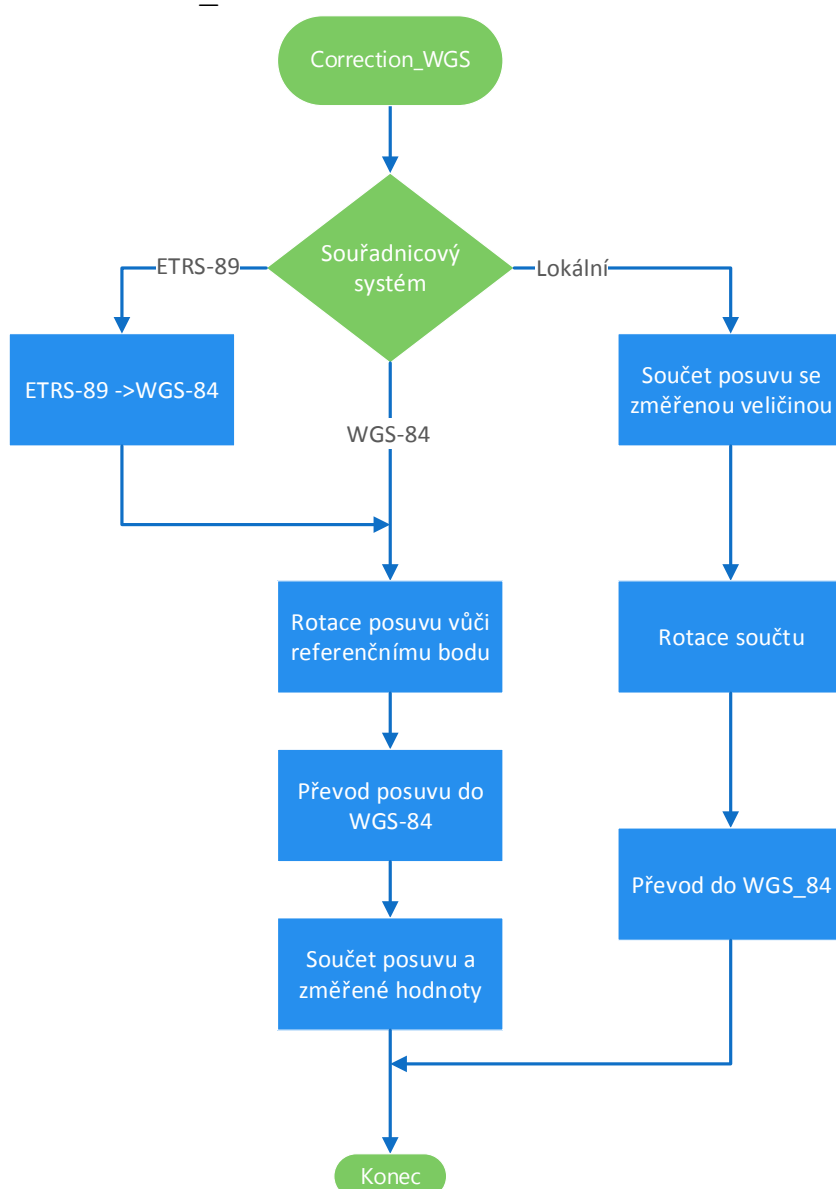 Correction_WGS
Souřadnicový
systém
ETRS-89
Lokální
WGS-84
ETRS-89 ->WGS-84
Součet posuvu se
změřenou veličinou
Rotace posuvu vůči
referenčnímu bodu
Rotace součtu
Převod posuvu do
WGS-84
Převod do WGS_84
Součet posuvu a
změřené hodnoty
Konec